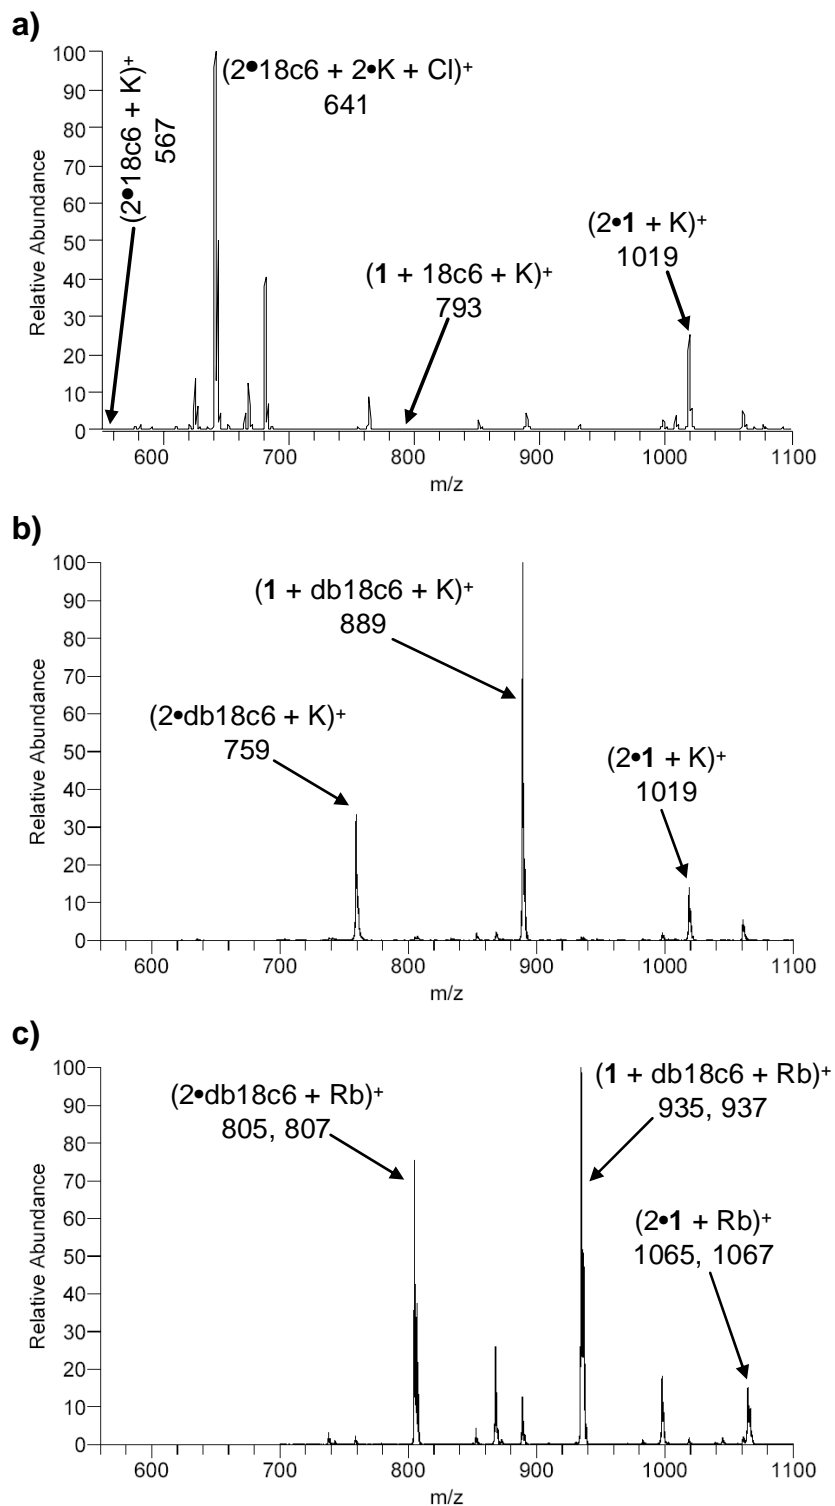 a)
(2•18c6 + K)⁺
567
(2•18c6 + 2•K + Cl)⁺
641
(1 + 18c6 + K)⁺
793
(2•1 + K)⁺
1019
Relative Abundance
100
90
80
70
60
50
40
30
20
10
0
600 700 800 900 1000 1100
m/z
b)
(1 + db18c6 + K)⁺
889
(2•db18c6 + K)⁺
759
(2•1 + K)⁺
1019
Relative Abundance
100
90
80
70
60
50
40
30
20
10
0
600 700 800 900 1000 1100
m/z
c)
(2•db18c6 + Rb)⁺
805, 807
(1 + db18c6 + Rb)⁺
935, 937
(2•1 + Rb)⁺
1065, 1067
Relative Abundance
100
90
80
70
60
50
40
30
20
10
0
600 700 800 900 1000 1100
m/z